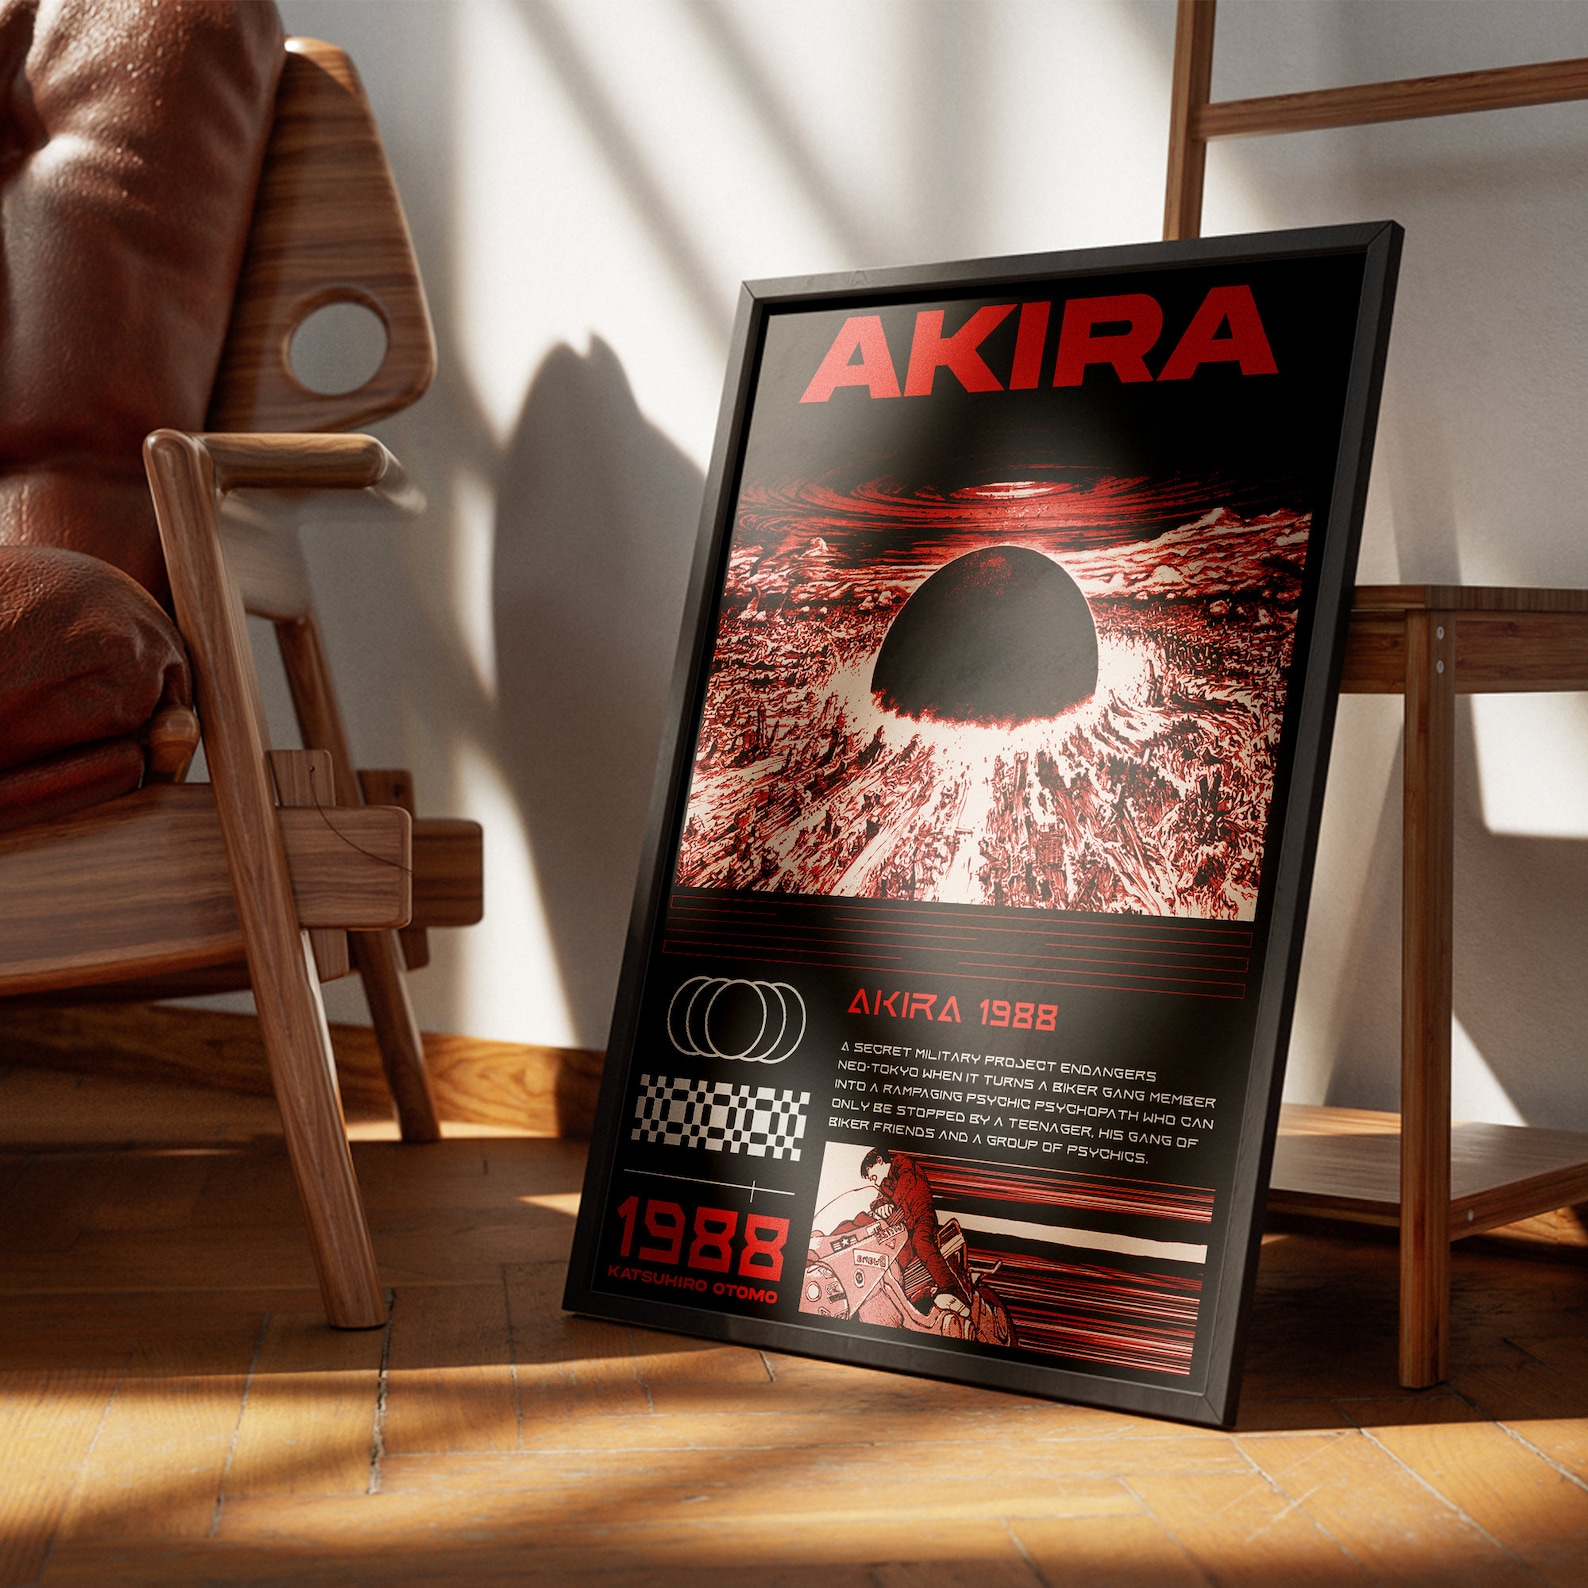 AKIRA
AKIRA 1988
A SECRET MILITARY PROJECT ENDANGERS
NEO-TOKYO WHEN IT TURNS A BIKER GANG MEMBER
INTO A RAMPAGING PSYCHIC PSYCHOPATH WHO CAN
ONLY BE STOPPED BY A TEENAGER, HIS GANG OF
BIKER FRIENDS AND A GROUP OF PSYCHICS.
1988
KATSUHIRO OTOMO